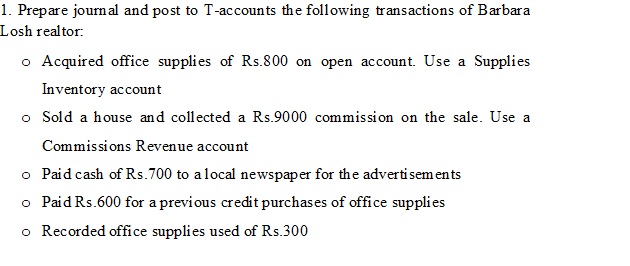 1. Prepare journal and post to T-accounts the following transactions of Barbara
Losh realtor:
o Acquired office supplies of Rs.800 on open account. Use a Supplies
Inventory account
o Sold a house and collected a Rs.9000 commission on the sale. Use a
Commissions Revenue account
o Paid cash of Rs.700 to a local newspaper for the advertisements
o Paid Rs.600 for a previous credit purchases of office supplies
o Recorded office supplies used of Rs.300